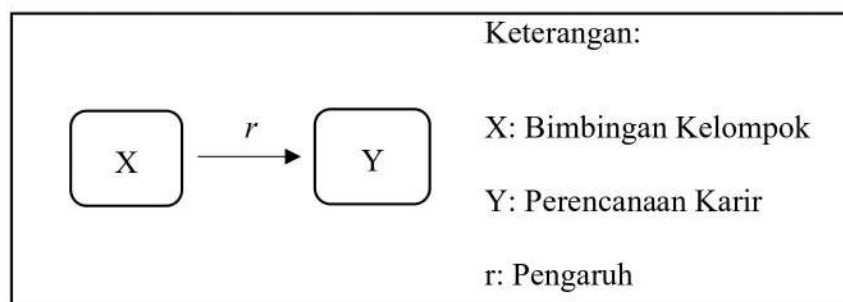 Keterangan:
r
X
Y
X: Bimbingan Kelompok
Y: Perencanaan Karir
r: Pengaruh